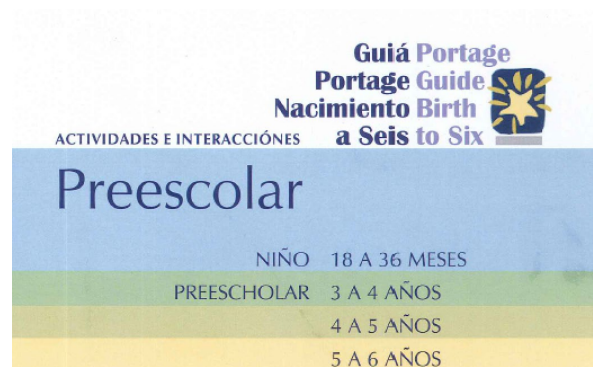 Guiá Portage
Portage Guide
Nacimiento Birth
ACTIVIDADES E INTERACCIÓNES a Seis to Six
Preescolar
NIÑO 18 A 36 MESES
PREESCHOLAR 3 A 4 AÑOS
4 A 5 AÑOS
5 A 6 AÑOS